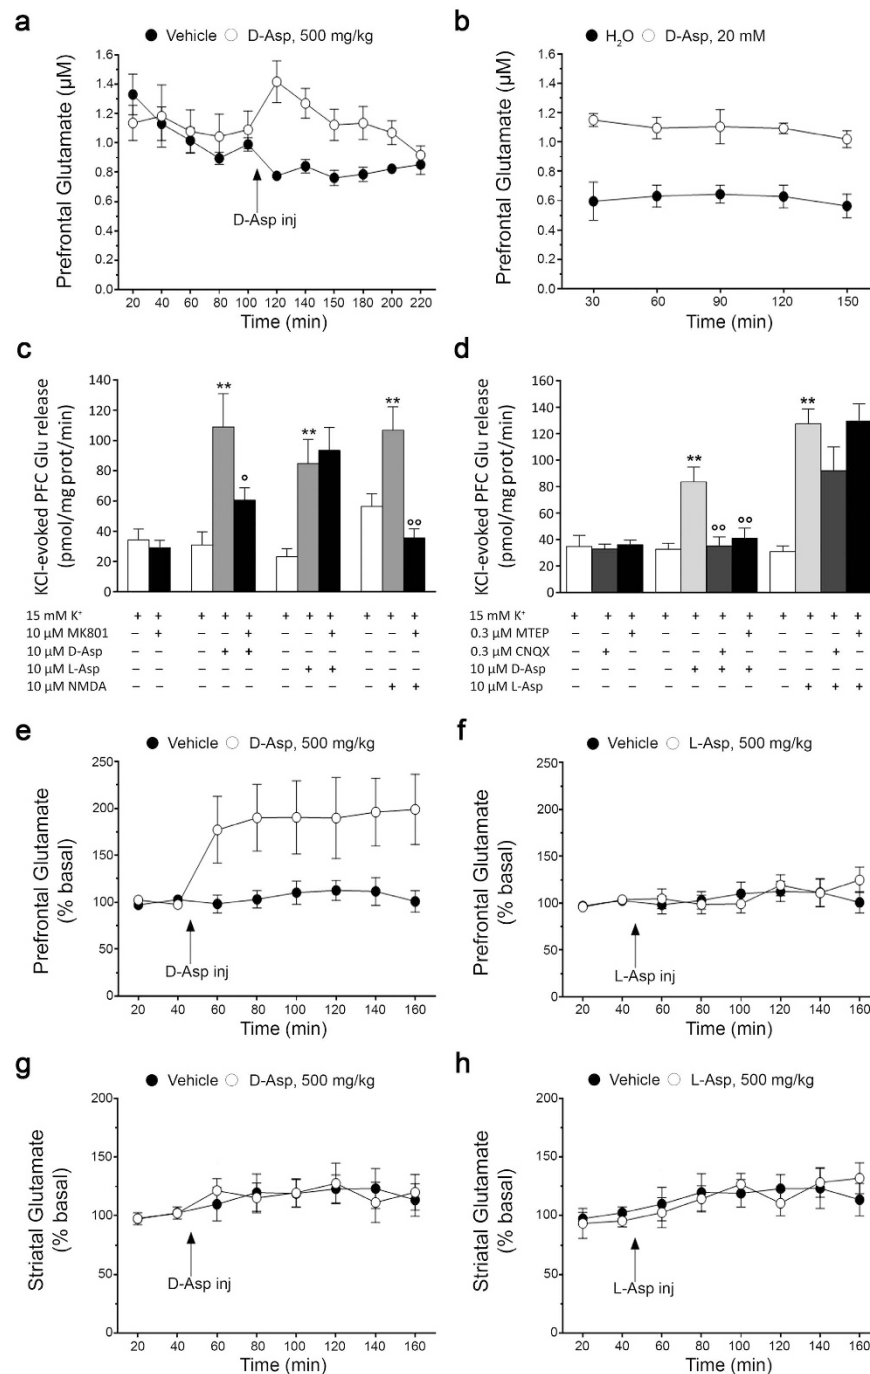 a
● Vehicle ○ D-Asp, 500 mg/kg
Prefrontal Glutamate (μM)
1.6
1.4
1.2
1.0
0.8
0.6
0.4
0.2
0.0
D-Asp inj
20 40 60 80 100 120 140 160 180 200 220
Time (min)
b
● H₂O ○ D-Asp, 20 mM
Prefrontal Glutamate (μM)
1.6
1.4
1.2
1.0
0.8
0.6
0.4
0.2
0.0
30 60 90 120 150
Time (min)
c
KCl-evoked PFC Glu release
(pmol/mg prot/min)
140
120
100
80
60
40
20
0
** ° ** ** °°
15 mM K⁺ + + + + + + + + + + +
10 μM MK801 – + – – + – – + – – +
10 μM D-Asp – – – + + – – – – – –
10 μM L-Asp – – – – – – + + – – –
10 μM NMDA – – – – – – – – – + +
d
KCl-evoked PFC Glu release
(pmol/mg prot/min)
160
140
120
100
80
60
40
20
0
** °° °° **
15 mM K⁺ + + + + + + + + + + +
0.3 μM MTEP – – + – – – + – – – +
0.3 μM CNQX – + – – – + – – – + –
10 μM D-Asp – – – – + + + – – – –
10 μM L-Asp – – – – – – – – + + +
e
● Vehicle ○ D-Asp, 500 mg/kg
Prefrontal Glutamate
(% basal)
250
200
150
100
50
0
D-Asp inj
20 40 60 80 100 120 140 160
Time (min)
f
● Vehicle ○ L-Asp, 500 mg/kg
Prefrontal Glutamate
(% basal)
250
200
150
100
50
0
L-Asp inj
20 40 60 80 100 120 140 160
Time (min)
g
● Vehicle ○ D-Asp, 500 mg/kg
Striatal Glutamate
(% basal)
200
150
100
50
0
D-Asp inj
20 40 60 80 100 120 140 160
Time (min)
h
● Vehicle ○ L-Asp, 500 mg/kg
Striatal Glutamate
(% basal)
200
150
100
50
0
L-Asp inj
20 40 60 80 100 120 140 160
Time (min)